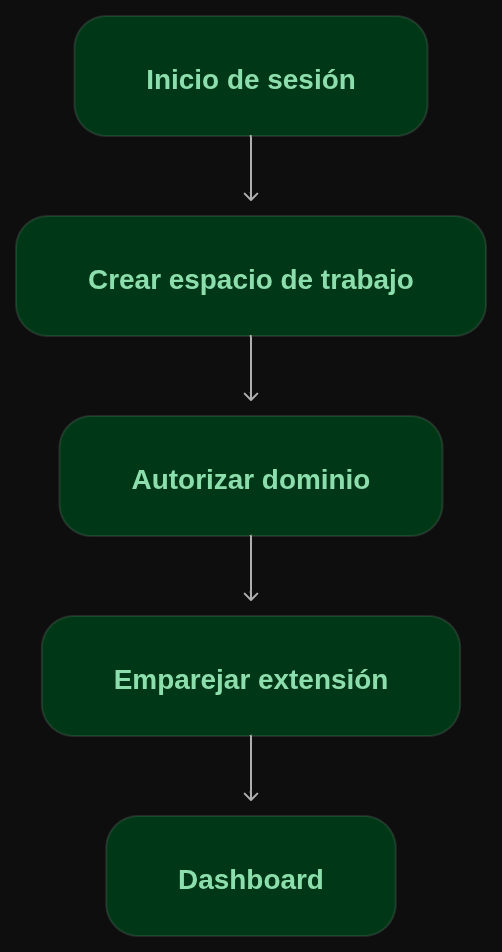 Inicio de sesión
Crear espacio de trabajo
Autorizar dominio
Emparejar extensión
Dashboard